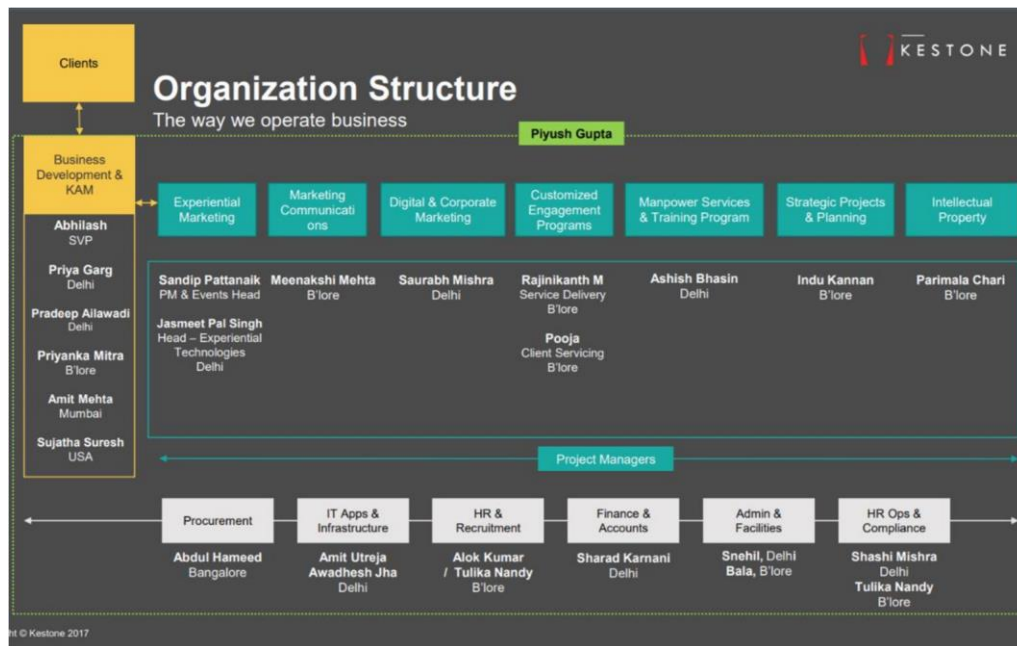 Clients
KESTONE
Organization Structure
The way we operate business
Piyush Gupta
Business
Development &
KAM
Abhilash
SVP
Priya Garg
Delhi
Pradeep Ailawadi
Delhi
Priyanka Mitra
B'lore
Amit Mehta
Mumbai
Sujatha Suresh
USA
Experiential
Marketing
Marketing
Communicati
ons
Digital & Corporate
Marketing
Customized
Engagement
Programs
Manpower Services
& Training Program
Strategic Projects
& Planning
Intellectual
Property
Sandip Pattanaik
PM & Events Head
Jasmeet Pal Singh
Head – Experiential
Technologies
Delhi
Meenakshi Mehta
B'lore
Saurabh Mishra
Delhi
Rajinikanth M
Service Delivery
B'lore
Pooja
Client Servicing
B'lore
Ashish Bhasin
Delhi
Indu Kannan
B'lore
Parimala Chari
B'lore
Project Managers
Procurement
Abdul Hameed
Bangalore
IT Apps &
Infrastructure
Amit Utreja
Awadhesh Jha
Delhi
HR &
Recruitment
Alok Kumar
/ Tulika Nandy
B'lore
Finance &
Accounts
Sharad Karnani
Delhi
Admin &
Facilities
Snehil, Delhi
Bala, B'lore
HR Ops &
Compliance
Shashi Mishra
Delhi
Tulika Nandy
B'lore
ht © Kestone 2017